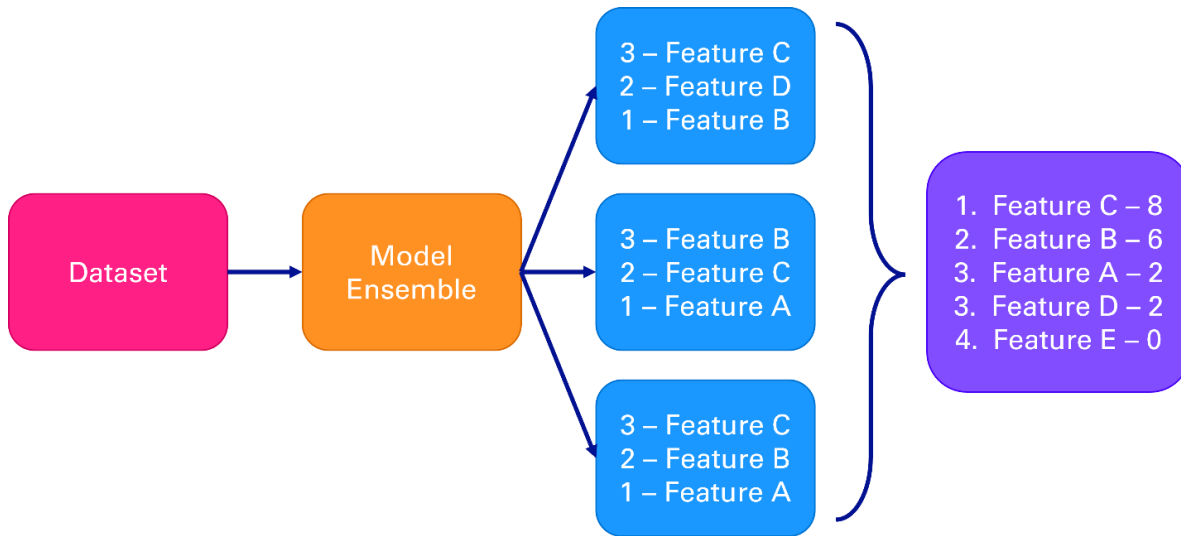 Dataset
Model
Ensemble
3 – Feature C
2 – Feature D
1 – Feature B
3 – Feature B
2 – Feature C
1 – Feature A
3 – Feature C
2 – Feature B
1 – Feature A
1. Feature C – 8
2. Feature B – 6
3. Feature A – 2
3. Feature D – 2
4. Feature E – 0